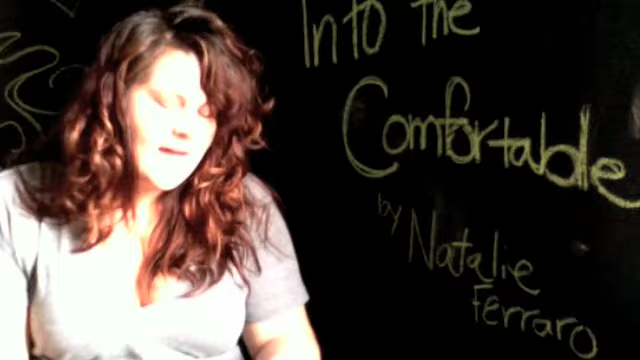 Into the
Comfortable
by
Natalie
Ferraro